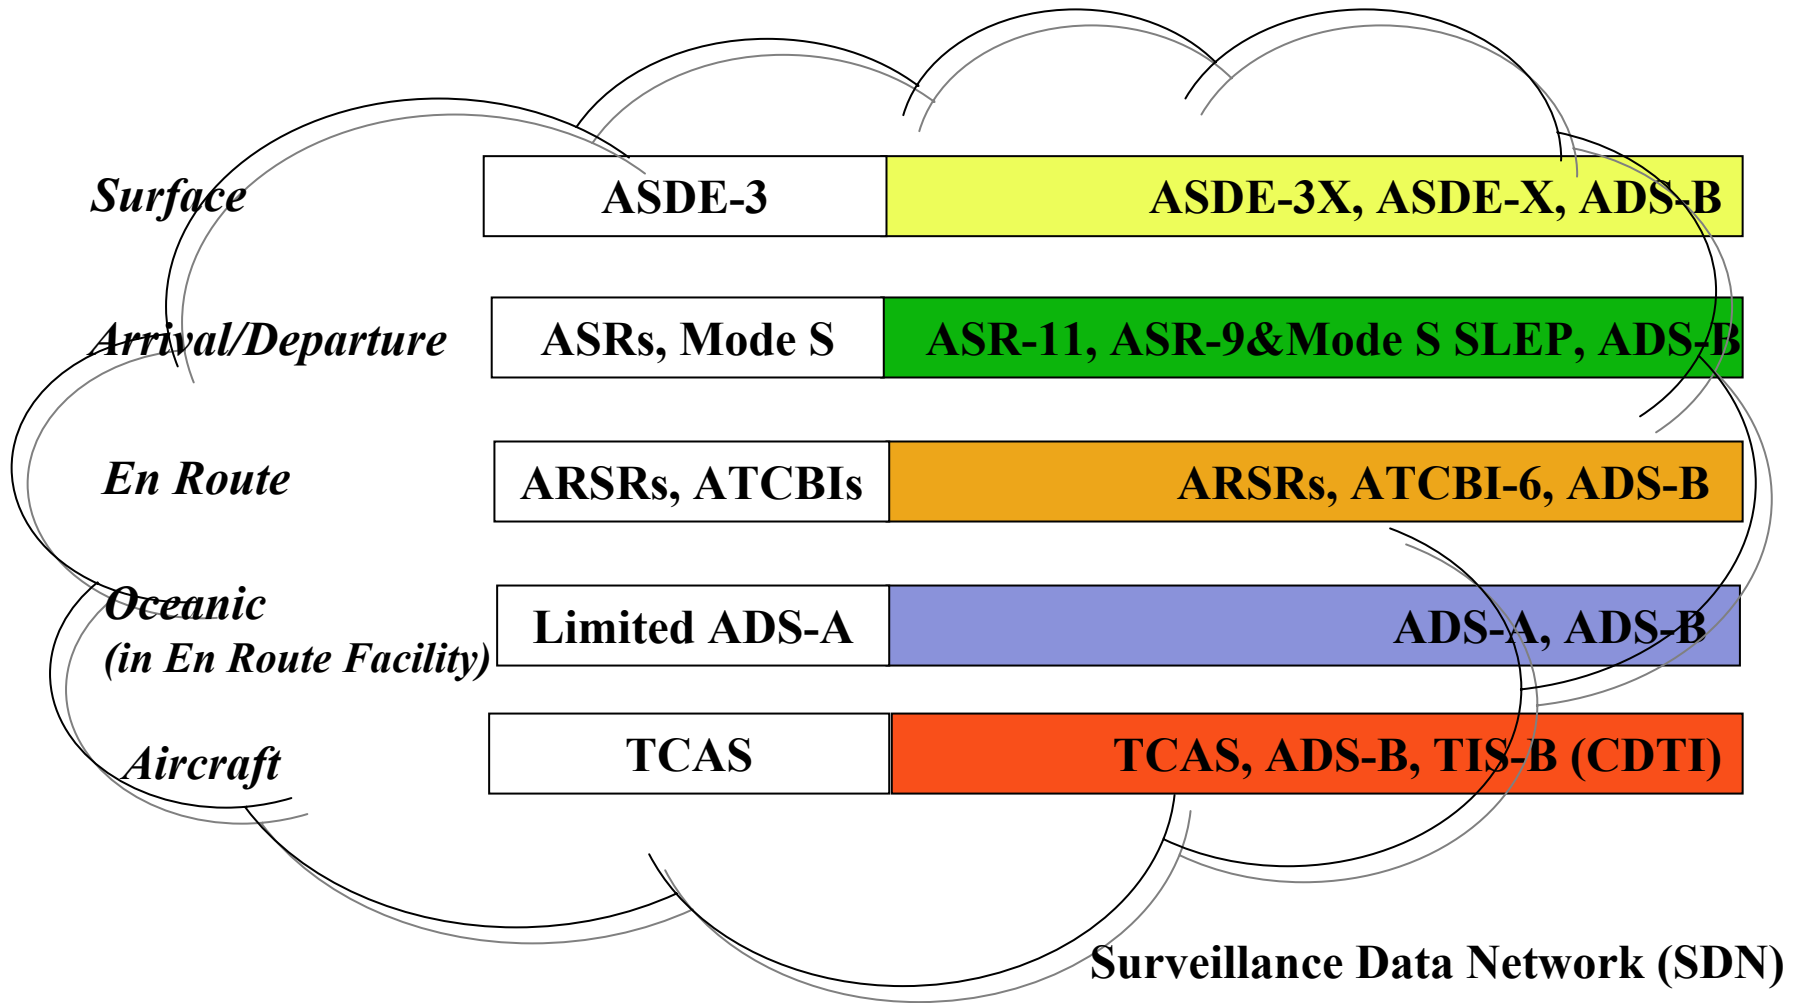 Surface
ASDE-3
ASDE-3X, ASDE-X, ADS-B
Arrival/Departure
ASRs, Mode S
ASR-11, ASR-9&Mode S SLEP, ADS-B
En Route
ARSRs, ATCBIs
ARSRs, ATCBI-6, ADS-B
Oceanic
(in En Route Facility)
Limited ADS-A
ADS-A, ADS-B
Aircraft
TCAS
TCAS, ADS-B, TIS-B (CDTI)
Surveillance Data Network (SDN)